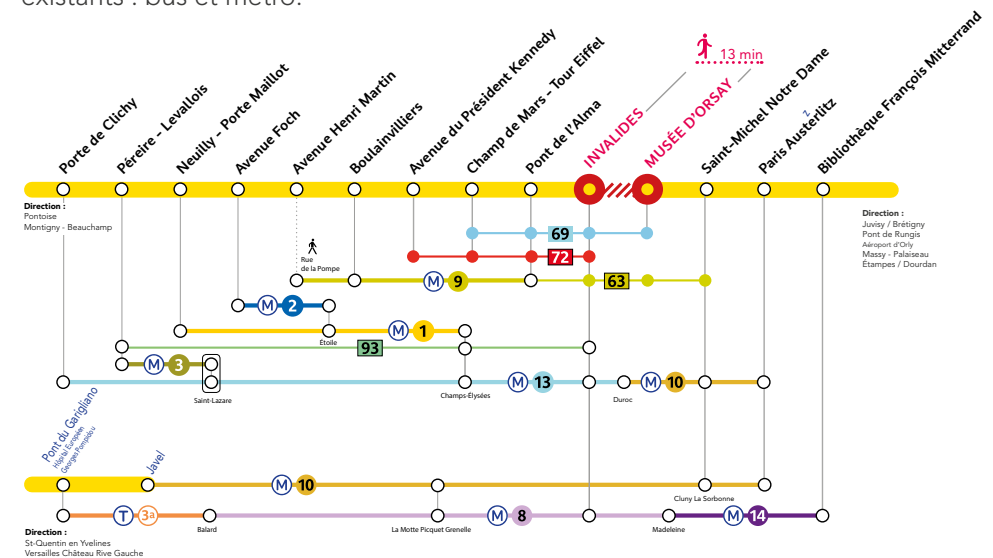 existants : bus et métro.
Porte de Clichy
Péreire - Levallois
Neuilly - Porte Maillot
Avenue Foch
Avenue Henri Martin
Boulainvilliers
Avenue du Président Kennedy
Champ de Mars - Tour Eiffel
Pont de l'Alma
INVALIDES
13 min
MUSÉE D'ORSAY
Saint-Michel Notre Dame
Paris Austerlitz
Z
Bibliothèque François Mitterrand
Direction :
Pontoise
Montigny - Beauchamp
Direction :
Juvisy / Brétigny
Pont de Rungis
Aéroport d'Orly
Massy - Palaiseau
Étampes / Dourdan
69
72
Rue
de la Pompe
M 9
63
M 2
M 1
Étoile
93
M 3
Saint-Lazare
Champs-Élysées
M 13
Duroc
M 10
Pont du Garigliano
Hôpital Européen
Georges Pompidou
Javel
M 10
Cluny La Sorbonne
T 3a
Balard
La Motte Picquet Grenelle
M 8
Madeleine
M 14
Direction :
St-Quentin en Yvelines
Versailles Château Rive Gauche